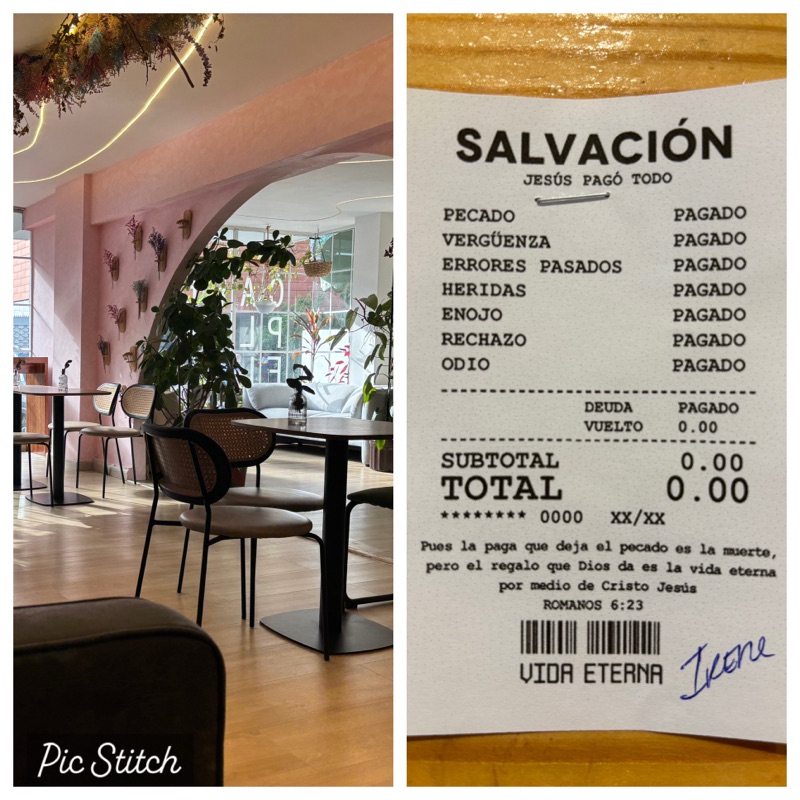 CA
PL
E
Pic Stitch
SALVACIÓN
JESÚS PAGÓ TODO
PECADO PAGADO
VERGÜENZA PAGADO
ERRORES PASADOS PAGADO
HERIDAS PAGADO
ENOJO PAGADO
RECHAZO PAGADO
ODIO PAGADO
DEUDA PAGADO
VUELTO 0.00
SUBTOTAL 0.00
TOTAL 0.00
******** 0000 XX/XX
Pues la paga que deja el pecado es la muerte,
pero el regalo que Dios da es la vida eterna
por medio de Cristo Jesús
ROMANOS 6:23
VIDA ETERNA
Irene